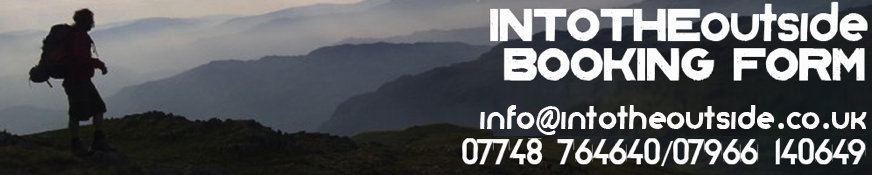 INTOTHEoutside
BOOKING FORM
info@intotheoutside.co.uk
07748 764640/07966 140649